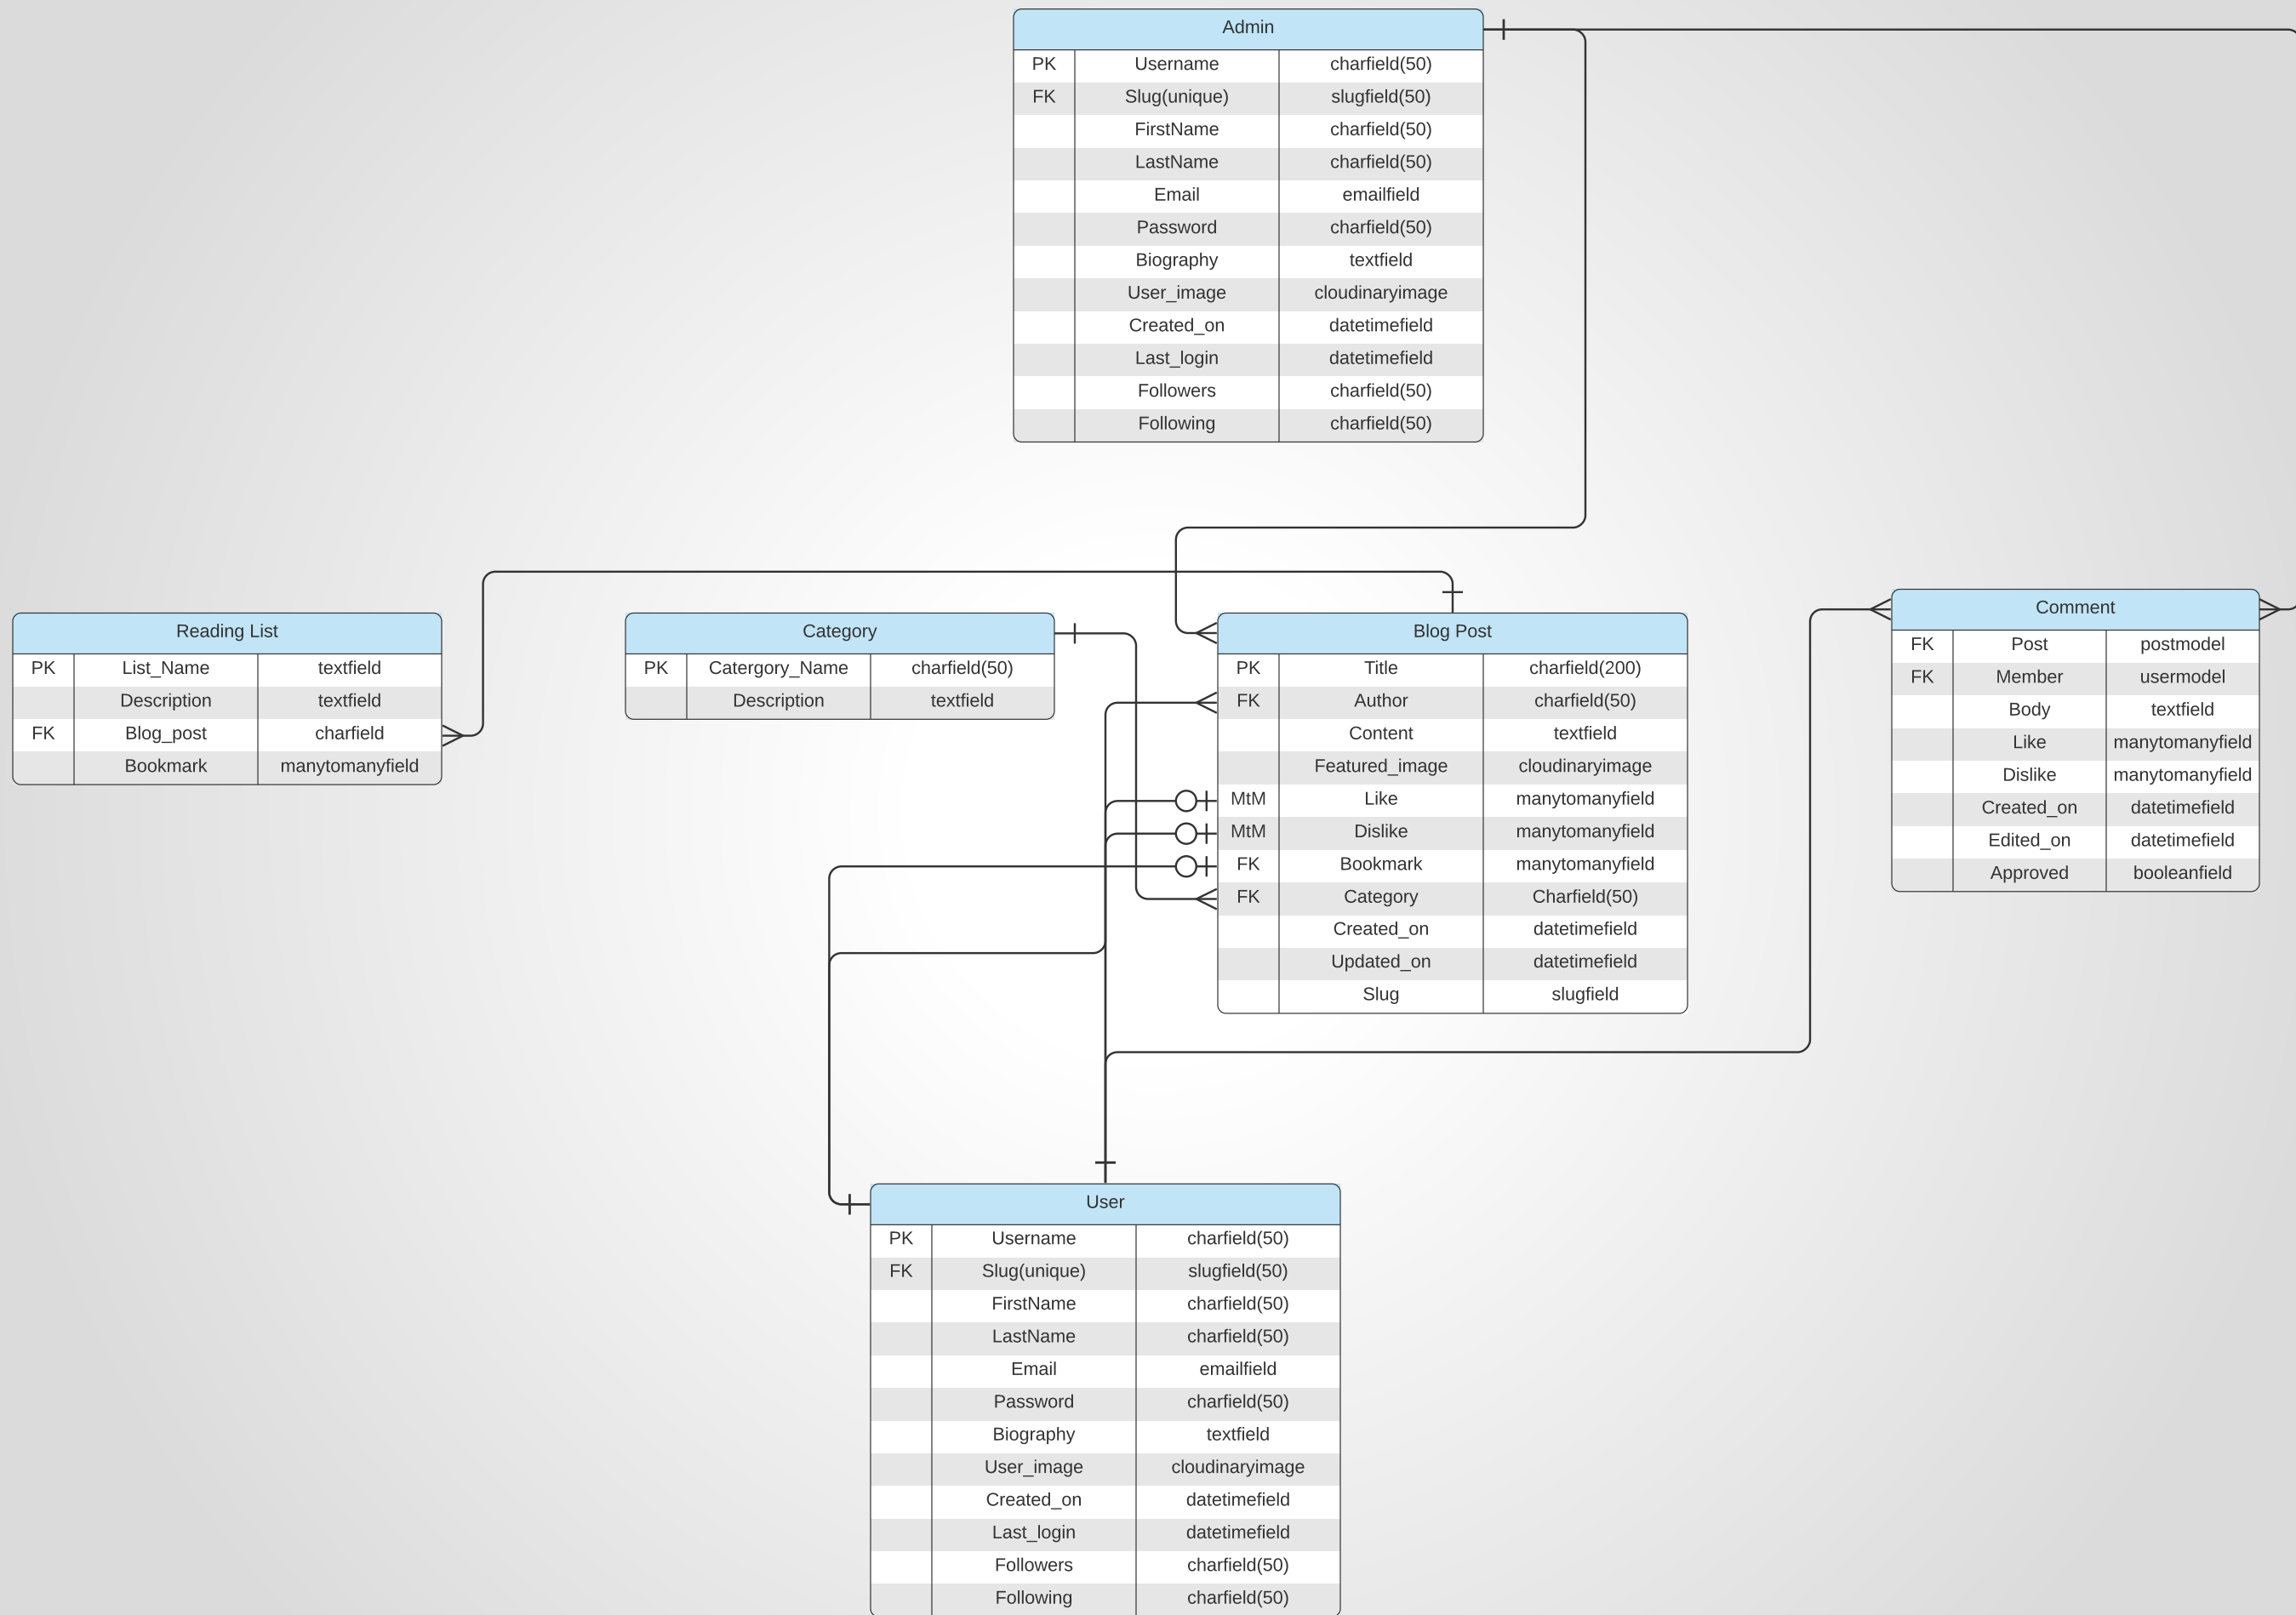 Admin
PK Username charfield(50)
FK Slug(unique) slugfield(50)
FirstName charfield(50)
LastName charfield(50)
Email emailfield
Password charfield(50)
Biography textfield
User_image cloudinaryimage
Created_on datetimefield
Last_login datetimefield
Followers charfield(50)
Following charfield(50)
Reading List
PK List_Name textfield
Description textfield
FK Blog_post charfield
Bookmark manytomanyfield
Category
PK Catergory_Name charfield(50)
Description textfield
Blog Post
PK Title charfield(200)
FK Author charfield(50)
Content textfield
Featured_image cloudinaryimage
MtM Like manytomanyfield
MtM Dislike manytomanyfield
FK Bookmark manytomanyfield
FK Category Charfield(50)
Created_on datetimefield
Updated_on datetimefield
Slug slugfield
Comment
FK Post postmodel
FK Member usermodel
Body textfield
Like manytomanyfield
Dislike manytomanyfield
Created_on datetimefield
Edited_on datetimefield
Approved booleanfield
User
PK Username charfield(50)
FK Slug(unique) slugfield(50)
FirstName charfield(50)
LastName charfield(50)
Email emailfield
Password charfield(50)
Biography textfield
User_image cloudinaryimage
Created_on datetimefield
Last_login datetimefield
Followers charfield(50)
Following charfield(50)